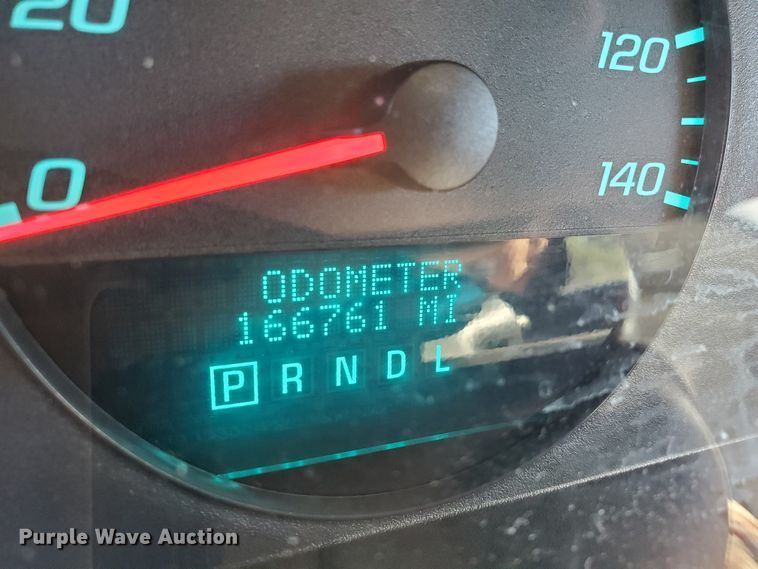 20
120
0
140
ODOMETER
166761 MI
P R N D L
Purple Wave Auction